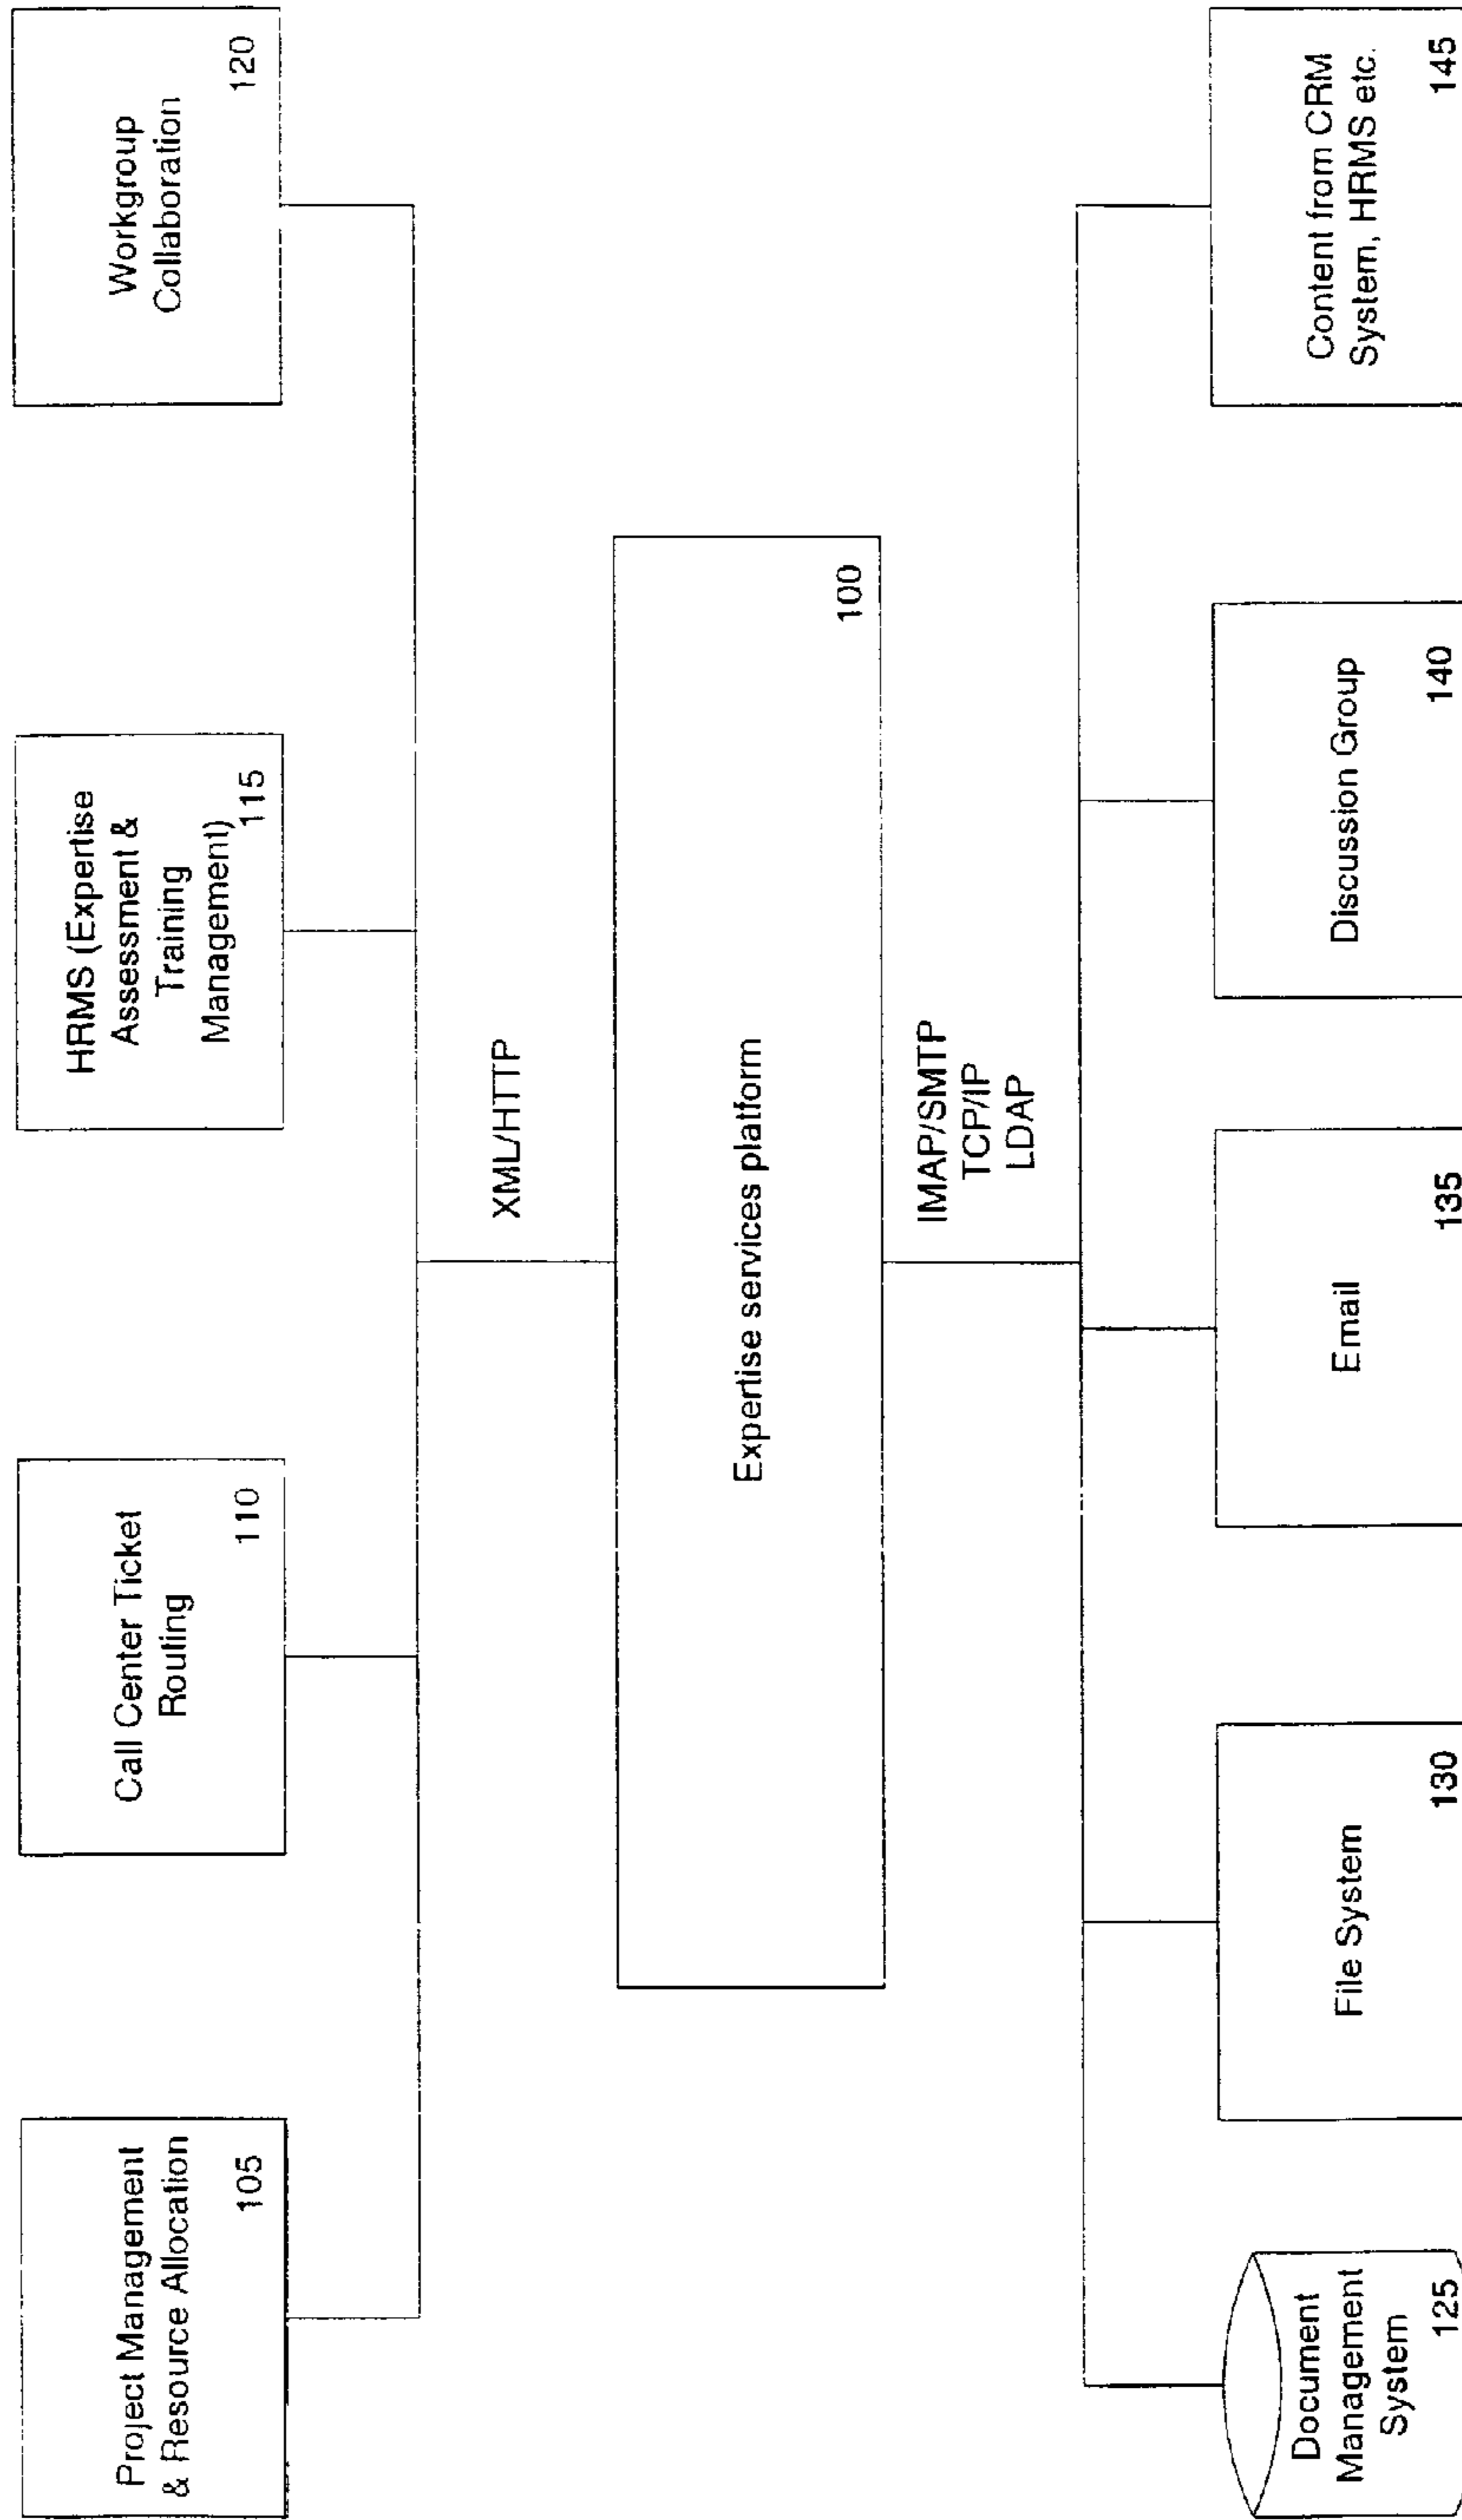 Project Management
& Resource Allocation
105
Call Center Ticket
Routing
110
HRMS (Expertise
Assessment &
Training
Management)
115
Workgroup
Collaboration
120
XML/HTTP
Expertise services platform
100
IMAP/SMTP
TCP/IP
LDAP
Document
Management
System
125
File System
130
Email
135
Discussion Group
140
Content from CRM
System, HRMS etc.
145